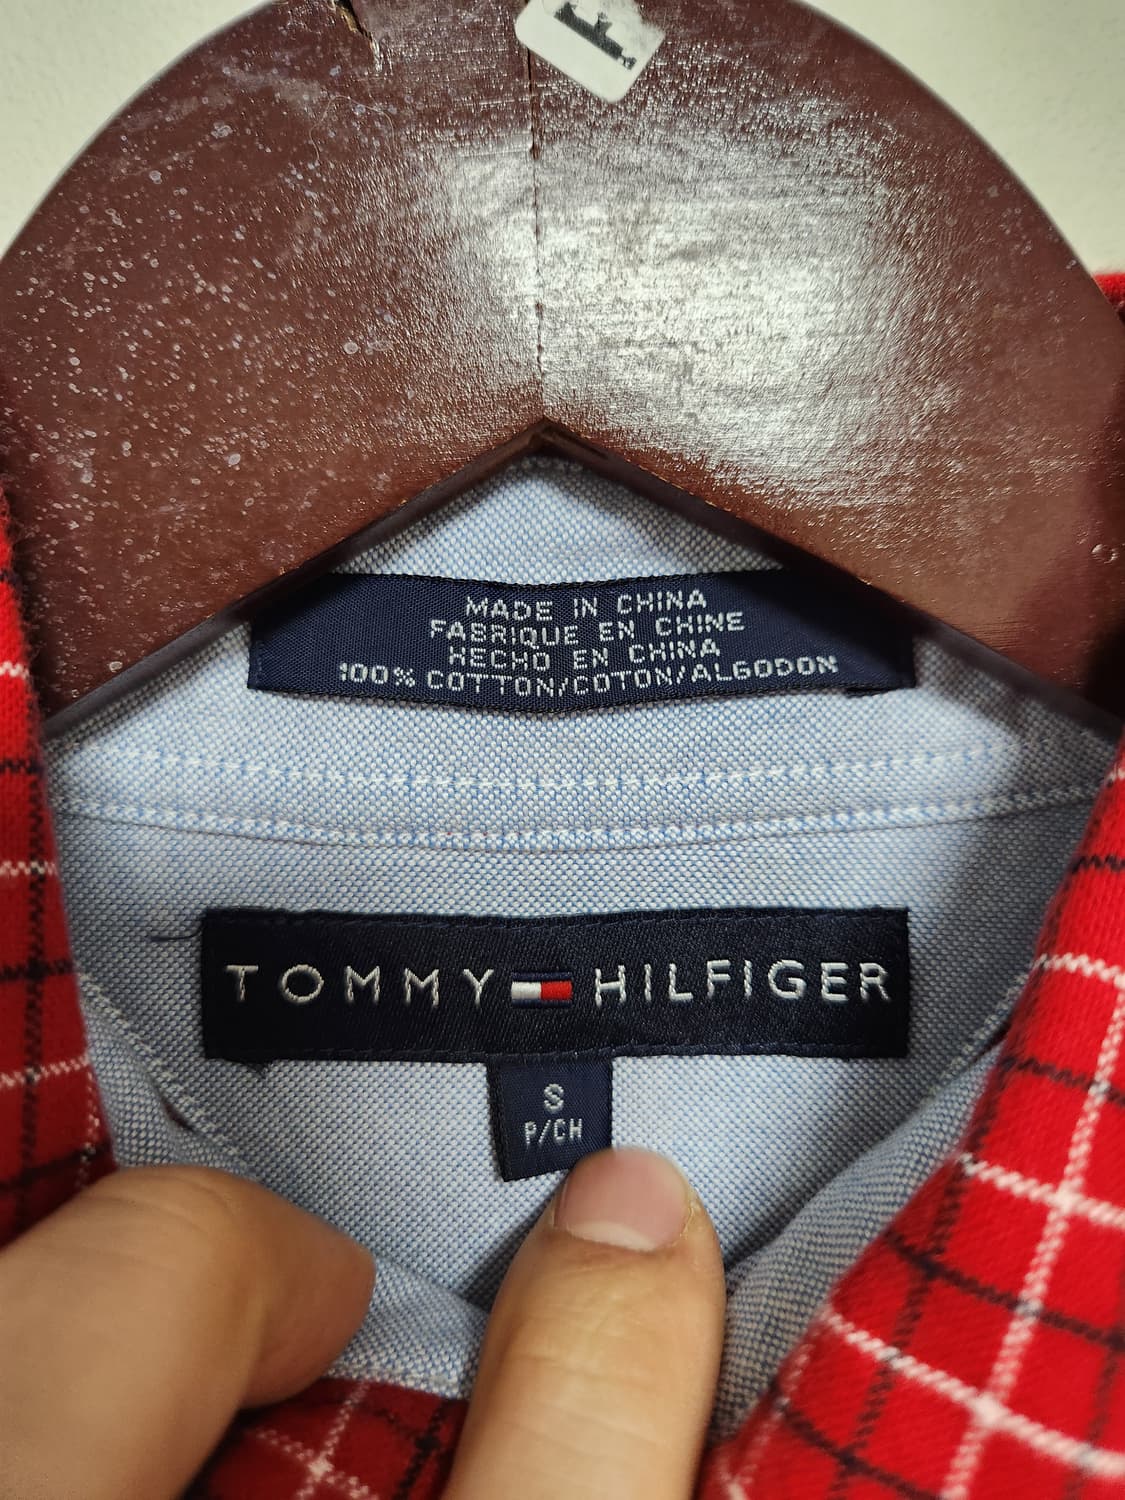 F
MADE IN CHINA
FABRIQUE EN CHINE
HECHO EN CHINA
100% COTTON/COTON/ALGODON
TOMMY HILFIGER
S
P/CH